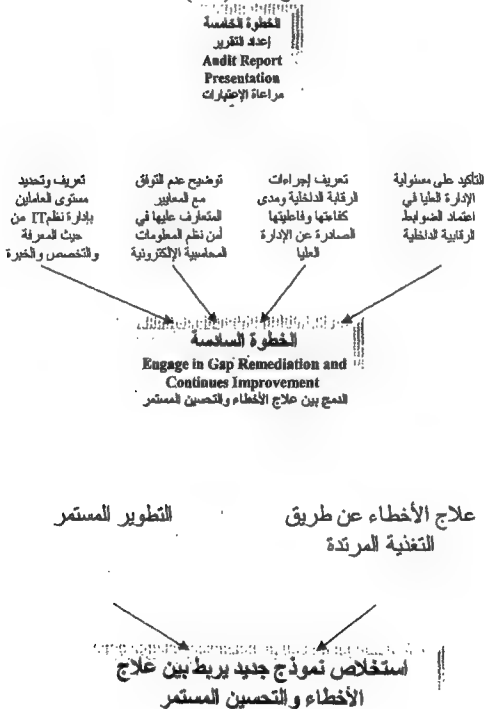 الخطوة الخامسة
إعداد التقرير
Audit Report
Presentation
مراعاة الإعتبارات
التأكيد على مسئولية
الإدارة العليا في
اعتماد الضوابط
الرقابية الداخلية
تعريف إجراءات
الرقابة الداخلية ومدى
كفاءتها وفاعليتها
الصادرة عن الإدارة
العليا
توضيح عدم التوفق
مع المعايير
المتعارف عليها في
أمن نظم المعلومات
المحاسبية الإلكترونية
تعريف وتحديد
مستوى العاملين
بإدارة نظم IT من
حيث المعرفة
والتخصص والخبرة
الخطوة السادسة
Engage in Gap Remediation and
Continues Improvement
الدمج بين علاج الأخطاء والتحسين المستمر
علاج الأخطاء عن طريق
التغذية المرتدة
التطوير المستمر
استخلاص نموذج جديد يربط بين علاج
الأخطاء والتحسين المستمر